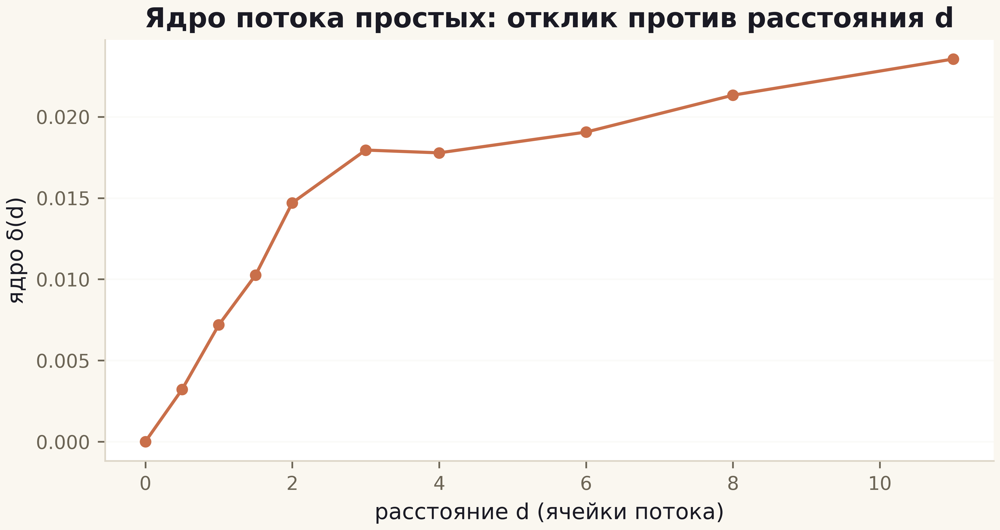 Ядро потока простых: отклик против расстояния d
ядро δ(d)
0.020
0.015
0.010
0.005
0.000
0 2 4 6 8 10
расстояние d (ячейки потока)